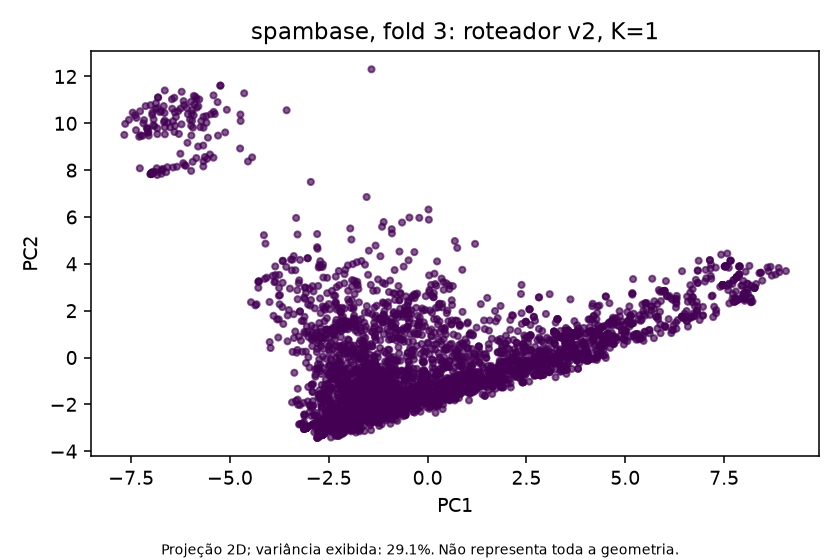 spambase, fold 3: roteador v2, K=1
12
10
8
6
4
2
0
−2
−4
PC2
−7.5 −5.0 −2.5 0.0 2.5 5.0 7.5
PC1
Projeção 2D; variância exibida: 29.1%. Não representa toda a geometria.